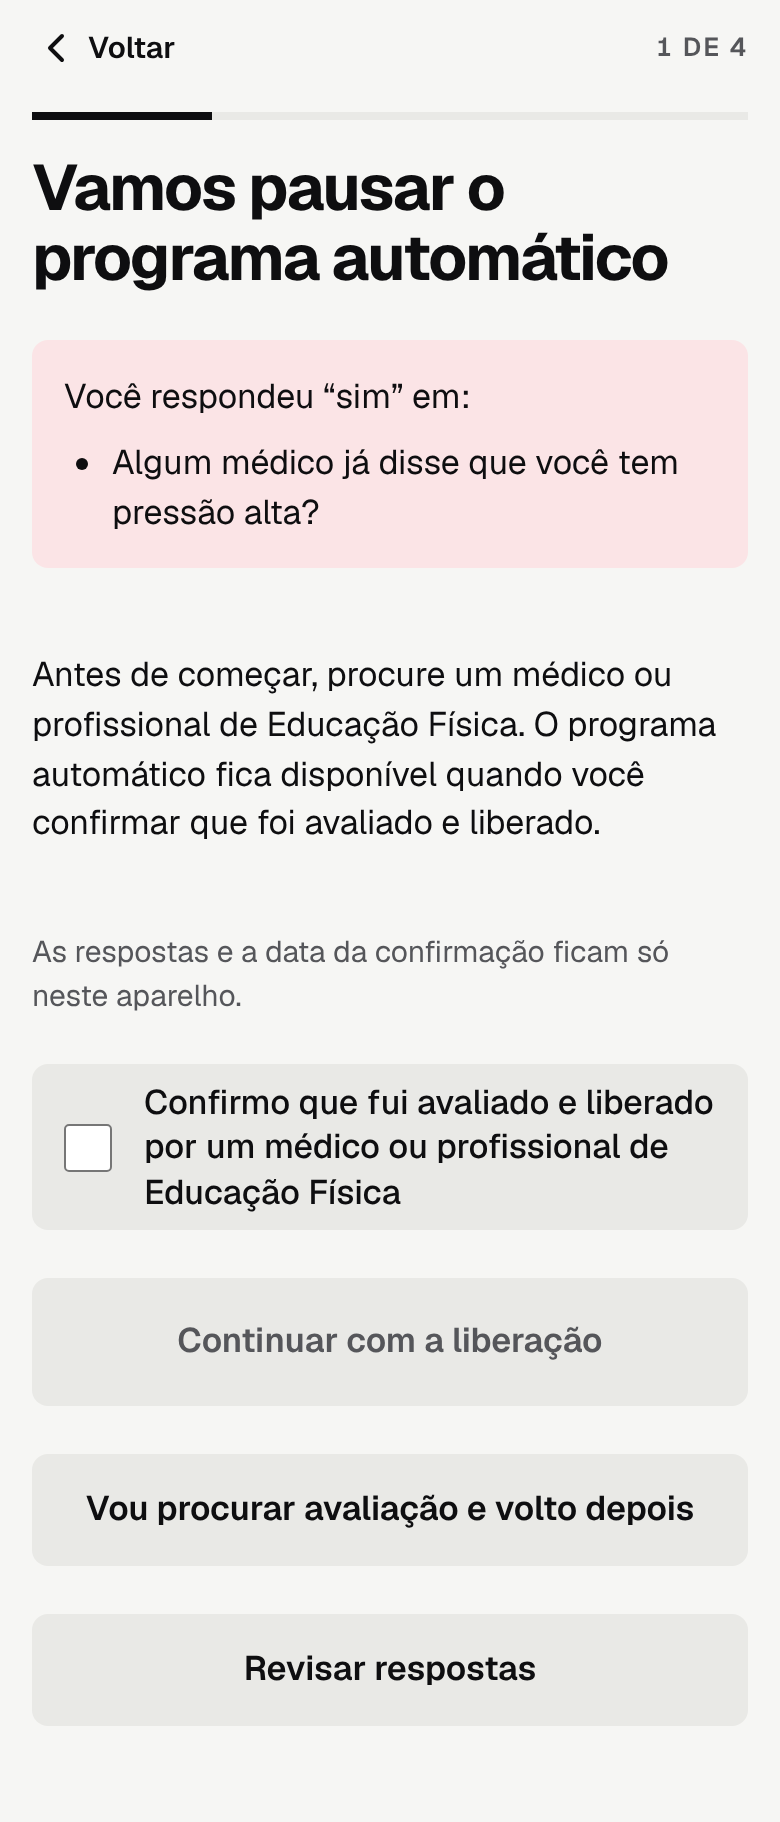 Voltar
1 DE 4
Vamos pausar o
programa automático
Você respondeu “sim” em:
• Algum médico já disse que você tem
pressão alta?
Antes de começar, procure um médico ou
profissional de Educação Física. O programa
automático fica disponível quando você
confirmar que foi avaliado e liberado.
As respostas e a data da confirmação ficam só
neste aparelho.
Confirmo que fui avaliado e liberado
por um médico ou profissional de
Educação Física
Continuar com a liberação
Vou procurar avaliação e volto depois
Revisar respostas